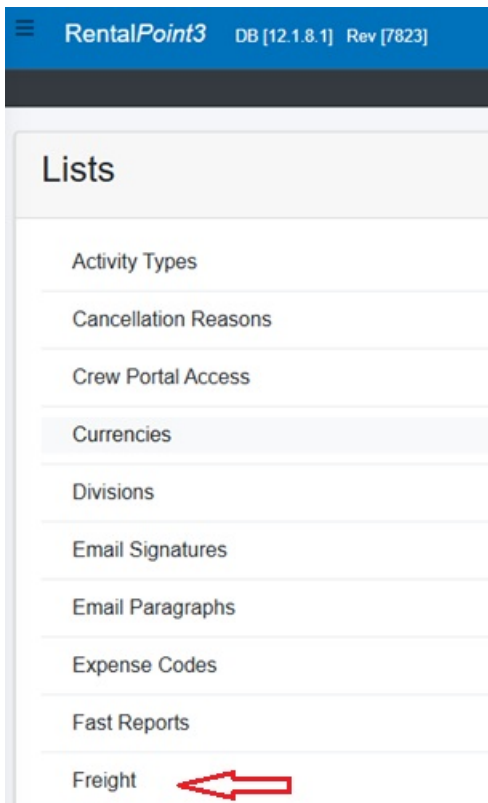 RentalPoint3 DB [12.1.8.1] Rev [7823]
Lists
Activity Types
Cancellation Reasons
Crew Portal Access
Currencies
Divisions
Email Signatures
Email Paragraphs
Expense Codes
Fast Reports
Freight